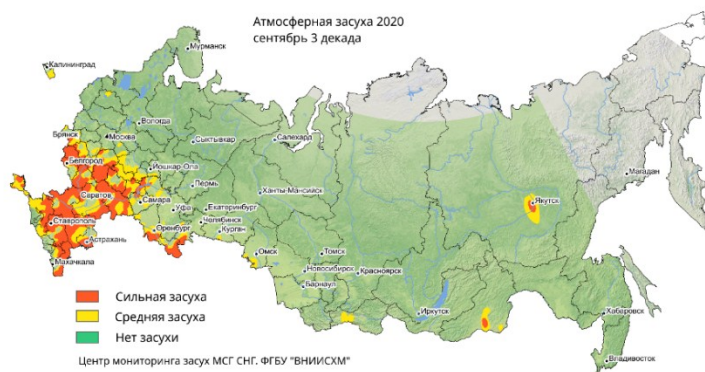 Атмосферная засуха 2020
сентябрь 3 декада
Мурманск
Калининград
Вологда
Брянск
Москва
Сыктывкар
Салехард
Белгород
Йошкар-Ола
Пермь
Ханты-Мансийск
Магадан
Саратов
Самара
Уфа
Екатеринбург
Якутск
Челябинск
Ставрополь
Оренбург
Курган
Астрахань
Омск
Томск
Махачкала
Новосибирск
Красноярск
Барнаул
Иркутск
Хабаровск
Сильная засуха
Средняя засуха
Нет засухи
Владивосток
Центр мониторинга засух МСГ СНГ. ФГБУ "ВНИИСХМ"